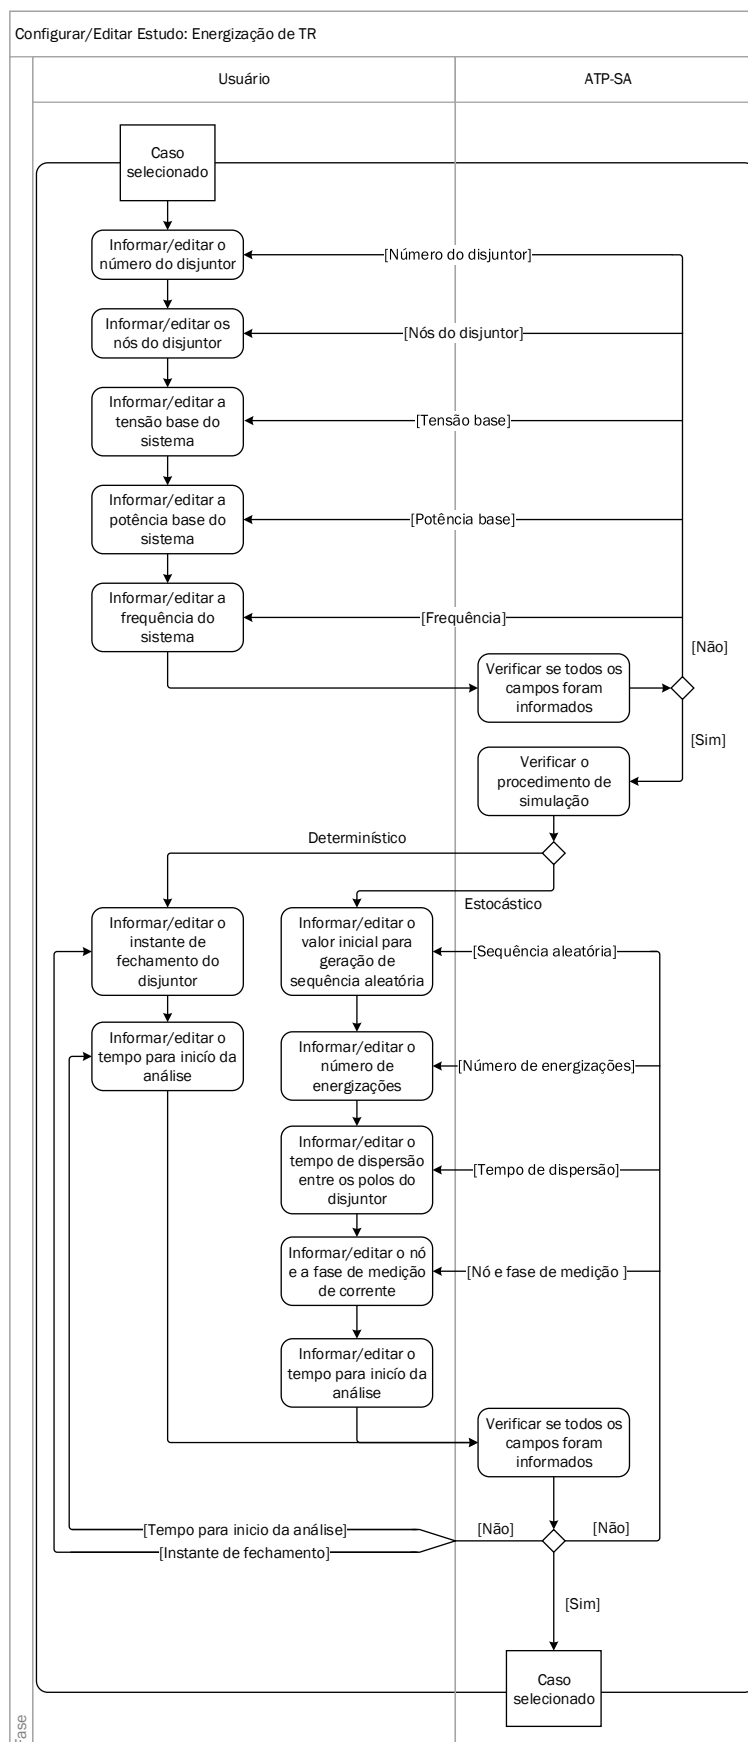 Configurar/Editar Estudo: Energização de TR
Usuário
ATP-SA
Caso
selecionado
Informar/editar o
número do disjuntor
[Número do disjuntor]
Informar/editar os
nós do disjuntor
[Nós do disjuntor]
Informar/editar a
tensão base do
sistema
[Tensão base]
Informar/editar a
potência base do
sistema
[Potência base]
Informar/editar a
frequência do
sistema
[Frequência]
[Não]
Verificar se todos os
campos foram
informados
[Sim]
Verificar o
procedimento de
simulação
Determinístico
Estocástico
Informar/editar o
instante de
fechamento do
disjuntor
Informar/editar o
valor inicial para
geração de
sequência aleatória
[Sequência aleatória]
Informar/editar o
tempo para inicío da
análise
Informar/editar o
número de
energizações
[Número de energizações]
Informar/editar o
tempo de dispersão
entre os polos do
disjuntor
[Tempo de dispersão]
Informar/editar o nó
e a fase de medição
de corrente
[Nó e fase de medição ]
Informar/editar o
tempo para inicío da
análise
Verificar se todos os
campos foram
informados
[Tempo para inicio da análise]
[Não]
[Não]
[Instante de fechamento]
[Sim]
Caso
selecionado
Fase